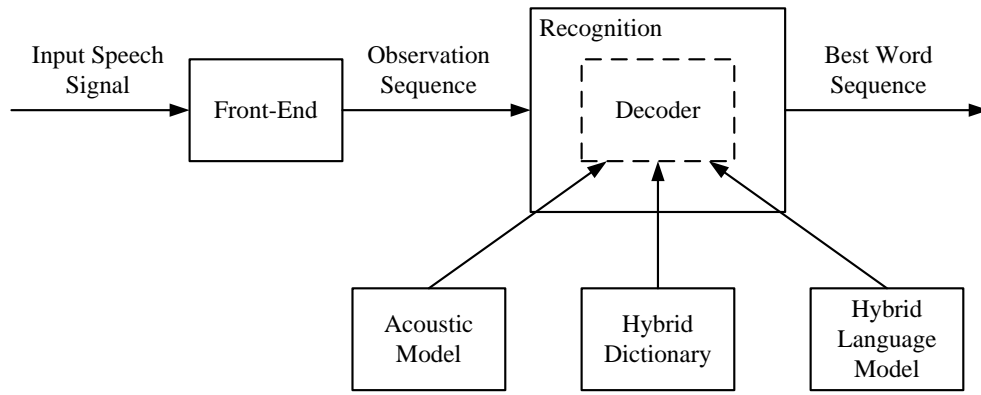 Input Speech
Signal
Front-End
Observation
Sequence
Recognition
Decoder
Best Word
Sequence
Acoustic
Model
Hybrid
Dictionary
Hybrid
Language
Model